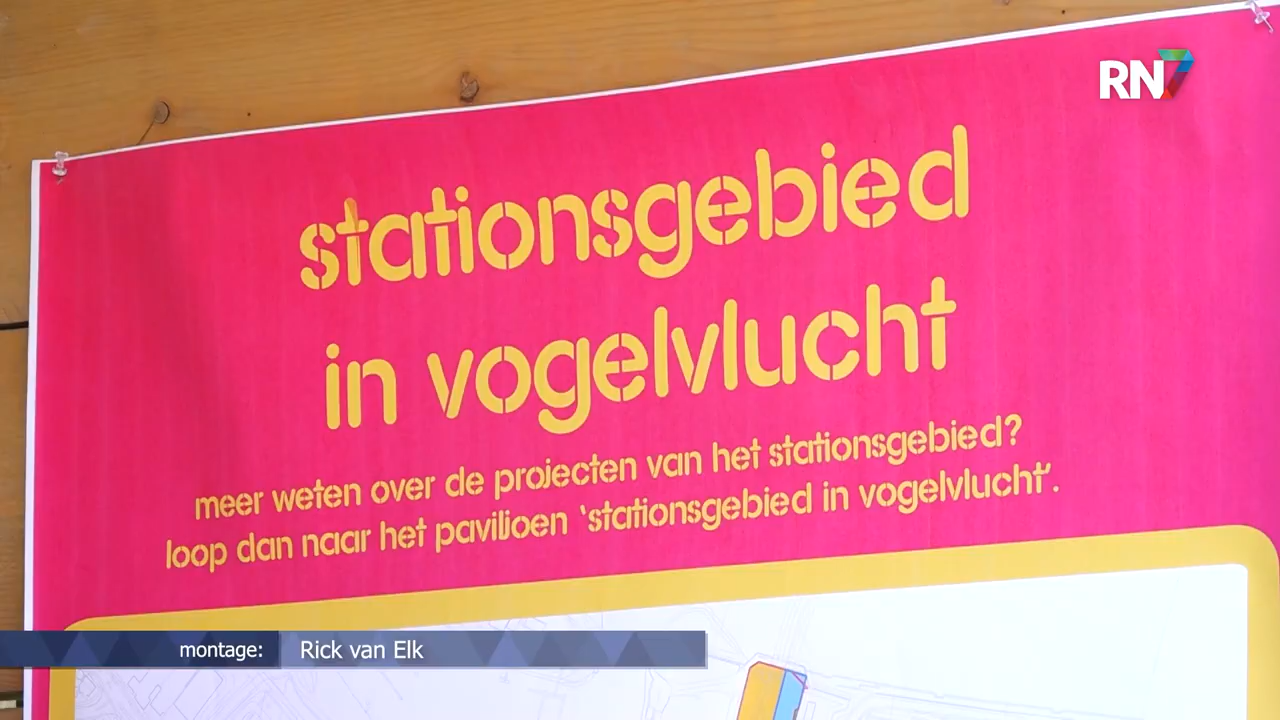 RN7
stationsgebied
in vogelvlucht
meer weten over de projecten van het stationsgebied?
loop dan naar het paviljoen 'stationsgebied in vogelvlucht'.
montage: Rick van Elk